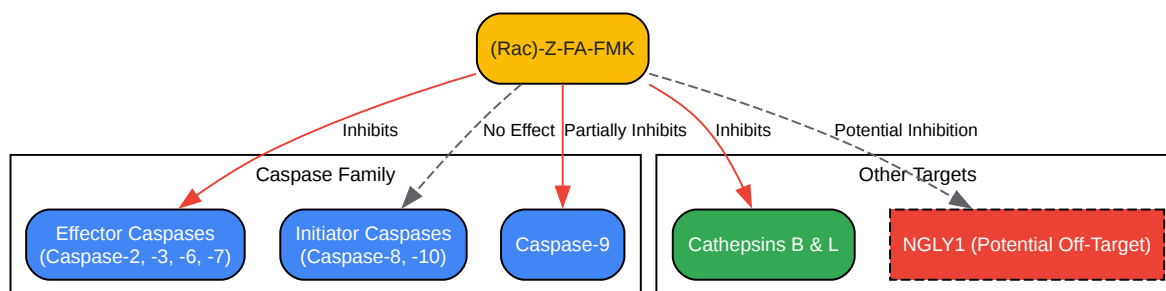 (Rac)-Z-FA-FMK
Inhibits
No Effect
Partially Inhibits
Inhibits
Potential Inhibition
Caspase Family
Other Targets
Effector Caspases
(Caspase-2, -3, -6, -7)
Initiator Caspases
(Caspase-8, -10)
Caspase-9
Cathepsins B & L
NGLY1 (Potential Off-Target)